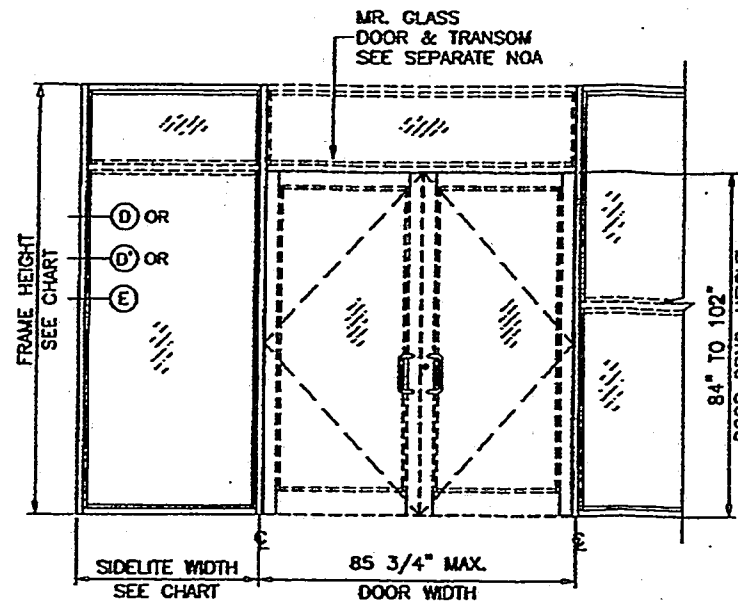 MR. GLASS
DOOR & TRANSOM
SEE SEPARATE NOA
D OR
D' OR
E
FRAME HEIGHT
SEE CHART
84" TO 102"
SIDELITE WIDTH
SEE CHART
85 3/4" MAX.
DOOR WIDTH